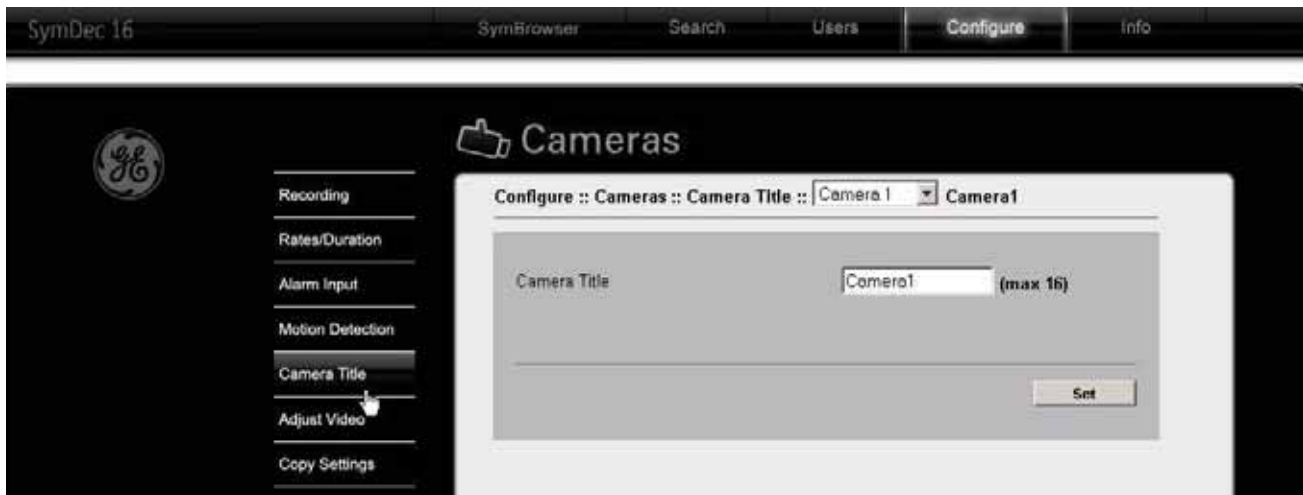 SymDec 16
SymBrowser Search Users Configure Info
GE
Cameras
Recording
Rates/Duration
Alarm Input
Motion Detection
Camera Title
Adjust Video
Copy Settings
Configure :: Cameras :: Camera Title :: Camera 1 Camera1
Camera Title Camera1 (max 16)
Set